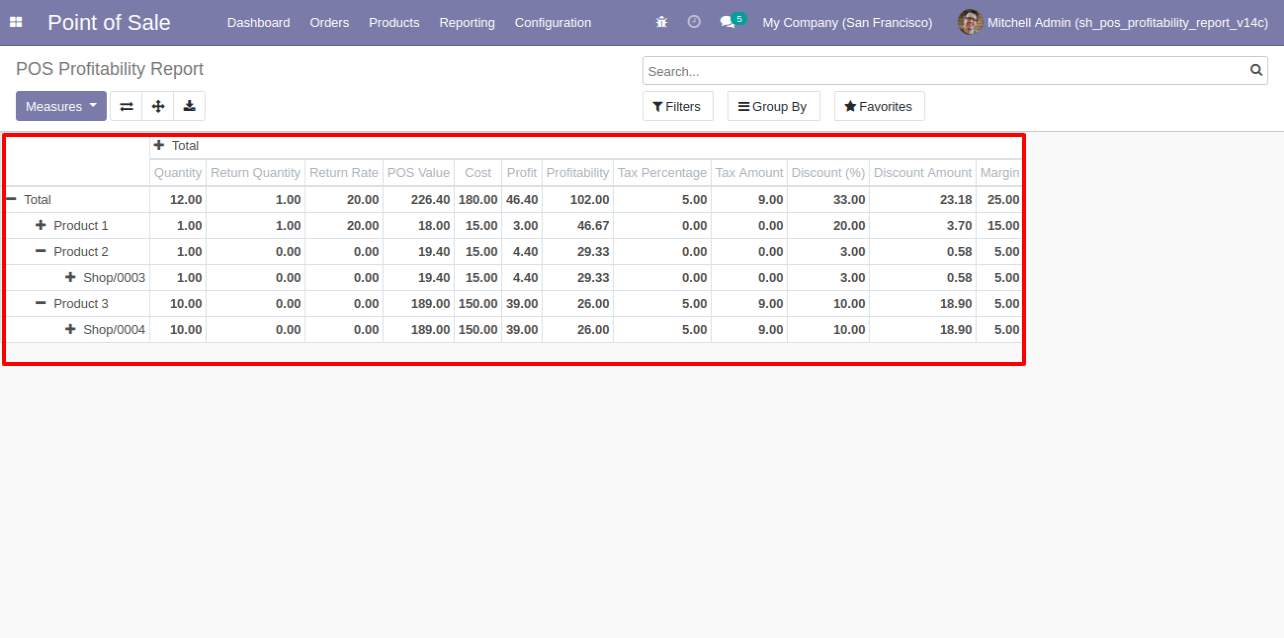 Point of Sale Dashboard Orders Products Reporting Configuration 5 My Company (San Francisco) Mitchell Admin (sh_pos_profitability_report_v14c)
POS Profitability Report
Search...
Measures Filters Group By Favorites
Total
Quantity Return Quantity Return Rate POS Value Cost Profit Profitability Tax Percentage Tax Amount Discount (%) Discount Amount Margin
Total 12.00 1.00 20.00 226.40 180.00 46.40 102.00 5.00 9.00 33.00 23.18 25.00
Product 1 1.00 1.00 20.00 18.00 15.00 3.00 46.67 0.00 0.00 20.00 3.70 15.00
Product 2 1.00 0.00 0.00 19.40 15.00 4.40 29.33 0.00 0.00 3.00 0.58 5.00
Shop/0003 1.00 0.00 0.00 19.40 15.00 4.40 29.33 0.00 0.00 3.00 0.58 5.00
Product 3 10.00 0.00 0.00 189.00 150.00 39.00 26.00 5.00 9.00 10.00 18.90 5.00
Shop/0004 10.00 0.00 0.00 189.00 150.00 39.00 26.00 5.00 9.00 10.00 18.90 5.00